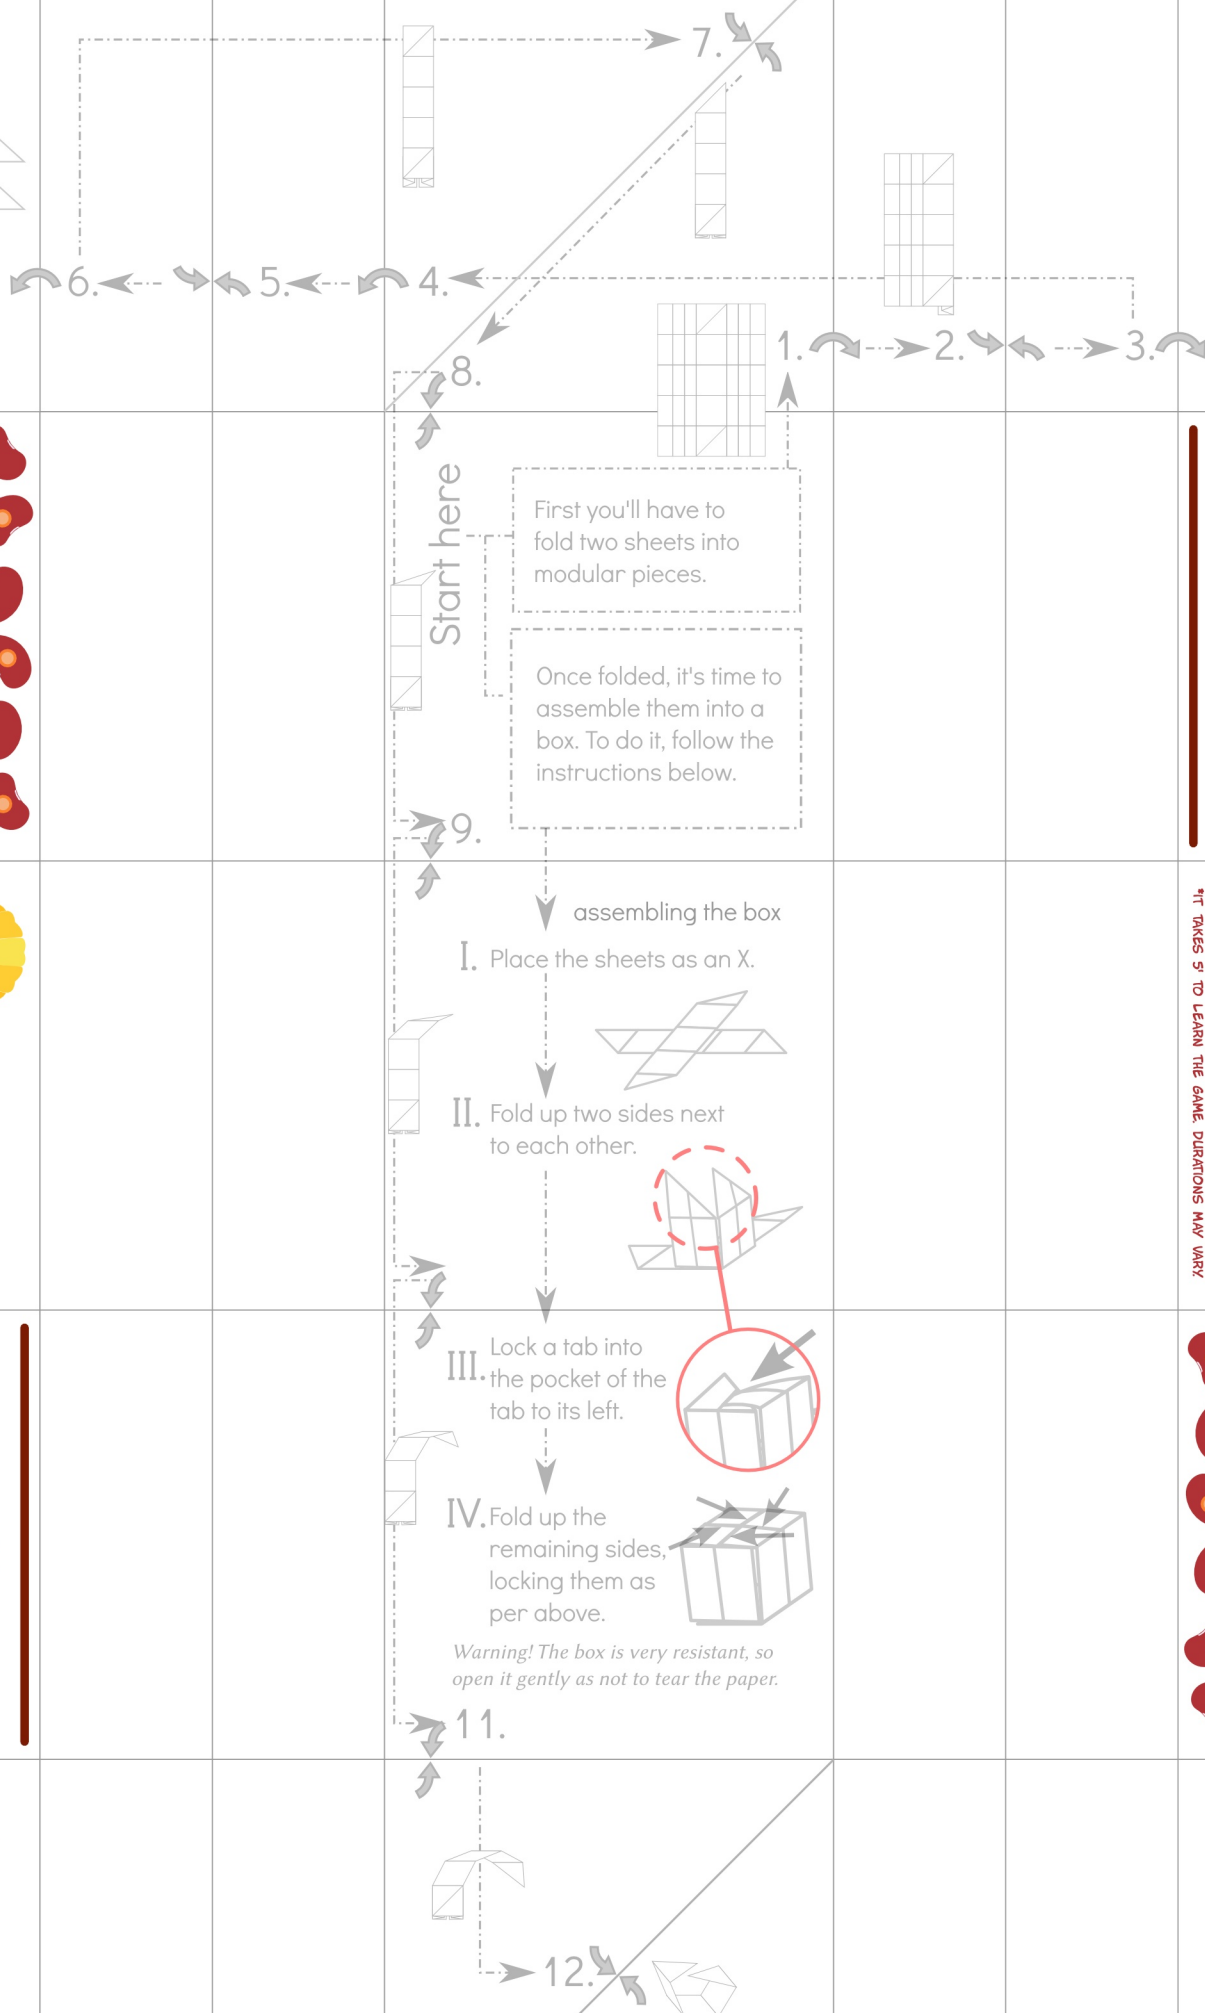 7.
6.
5.
4.
1.
2.
3.
8.
Start here
First you'll have to
fold two sheets into
modular pieces.
Once folded, it's time to
assemble them into a
box. To do it, follow the
instructions below.
9.
assembling the box
I. Place the sheets as an X.
II. Fold up two sides next
to each other.
III. Lock a tab into
the pocket of the
tab to its left.
IV. Fold up the
remaining sides,
locking them as
per above.
Warning! The box is very resistant, so
open it gently as not to tear the paper.
11.
12.
*IT TAKES 5' TO LEARN THE GAME. DURATIONS MAY VARY.